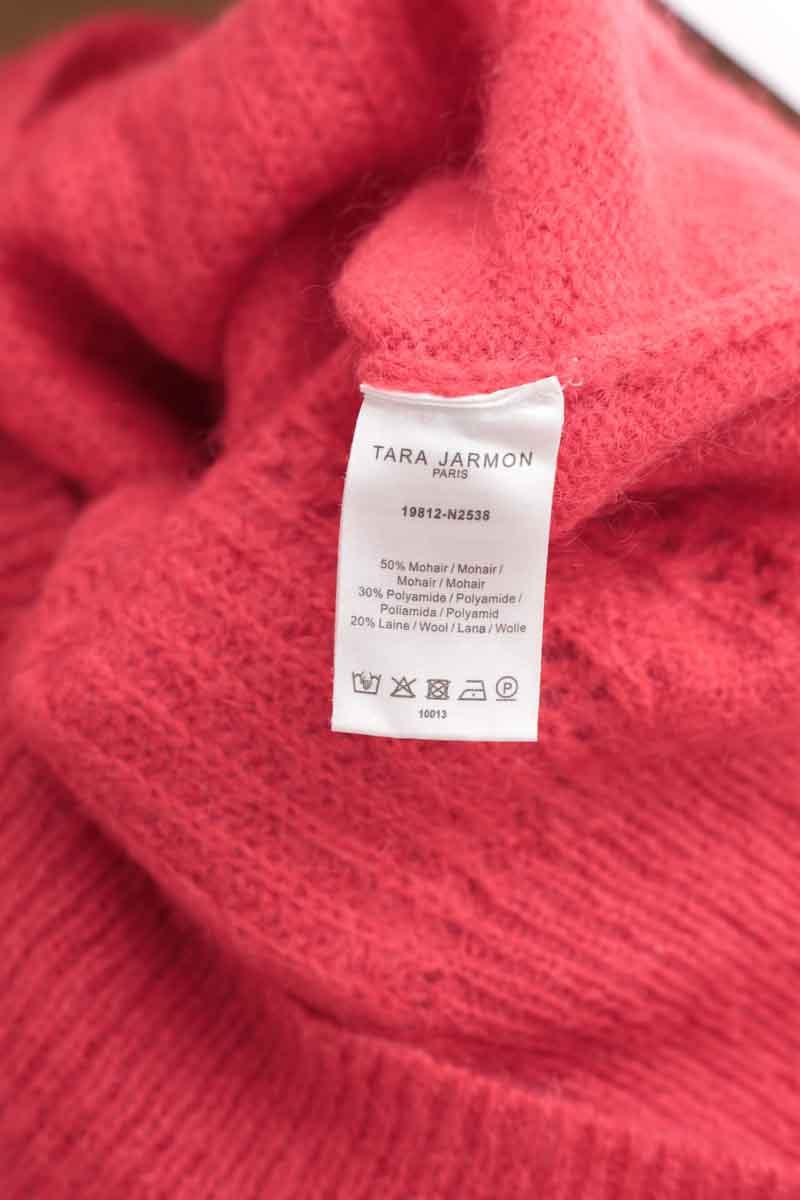 TARA JARMON
PARIS
19812-N2538
50% Mohair / Mohair /
Mohair / Mohair
30% Polyamide / Polyamide /
Poliamida / Polyamid
20% Laine / Wool / Lana / Wolle
P
10013